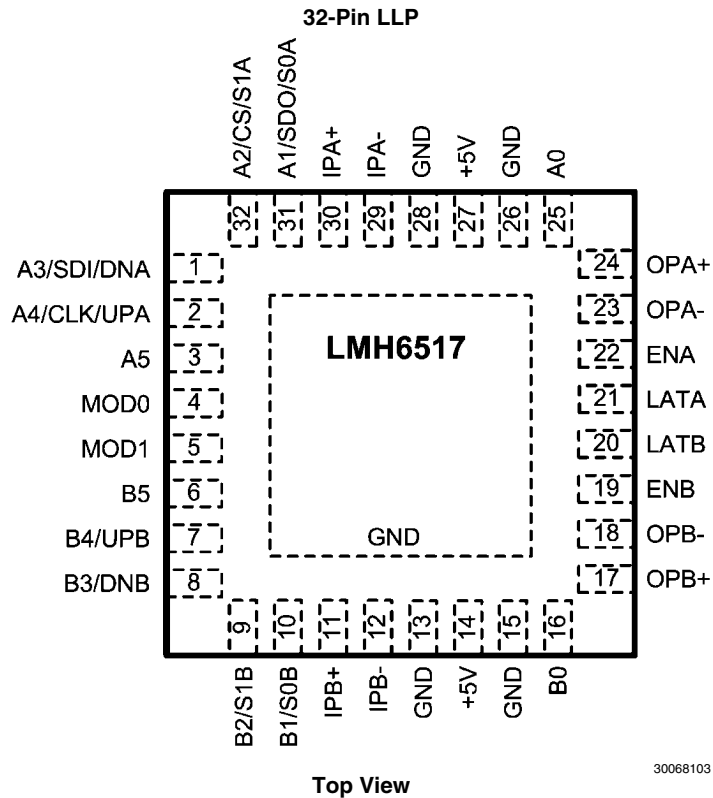 32-Pin LLP
A2/CS/S1A
A1/SDO/S0A
IPA+
IPA-
GND
+5V
GND
A0
32
31
30
29
28
27
26
25
A3/SDI/DNA 1
A4/CLK/UPA 2
A5 3
MOD0 4
MOD1 5
B5 6
B4/UPB 7
B3/DNB 8
LMH6517
GND
24 OPA+
23 OPA-
22 ENA
21 LATA
20 LATB
19 ENB
18 OPB-
17 OPB+
9
10
11
12
13
14
15
16
B2/S1B
B1/S0B
IPB+
IPB-
GND
+5V
GND
B0
30068103
Top View